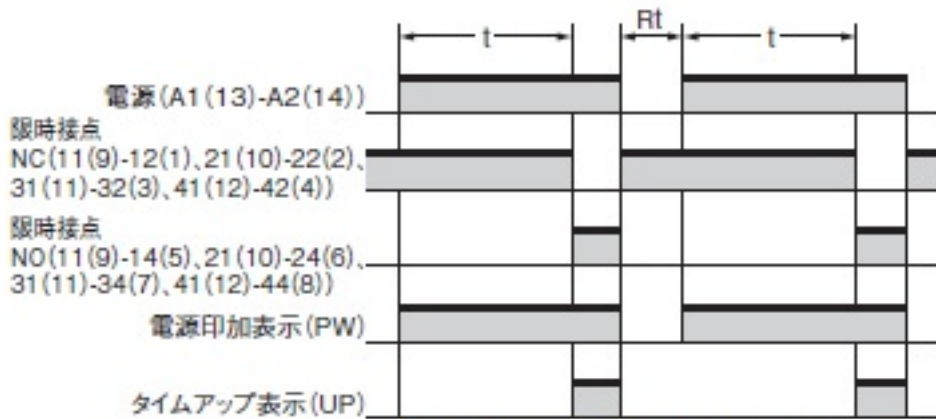 Rt
t
t
電源(A1(13)-A2(14))
限時接点
NC(11(9)-12(1)、21(10)-22(2)、
31(11)-32(3)、41(12)-42(4))
限時接点
NO(11(9)-14(5)、21(10)-24(6)、
31(11)-34(7)、41(12)-44(8))
電源印加表示(PW)
タイムアップ表示(UP)